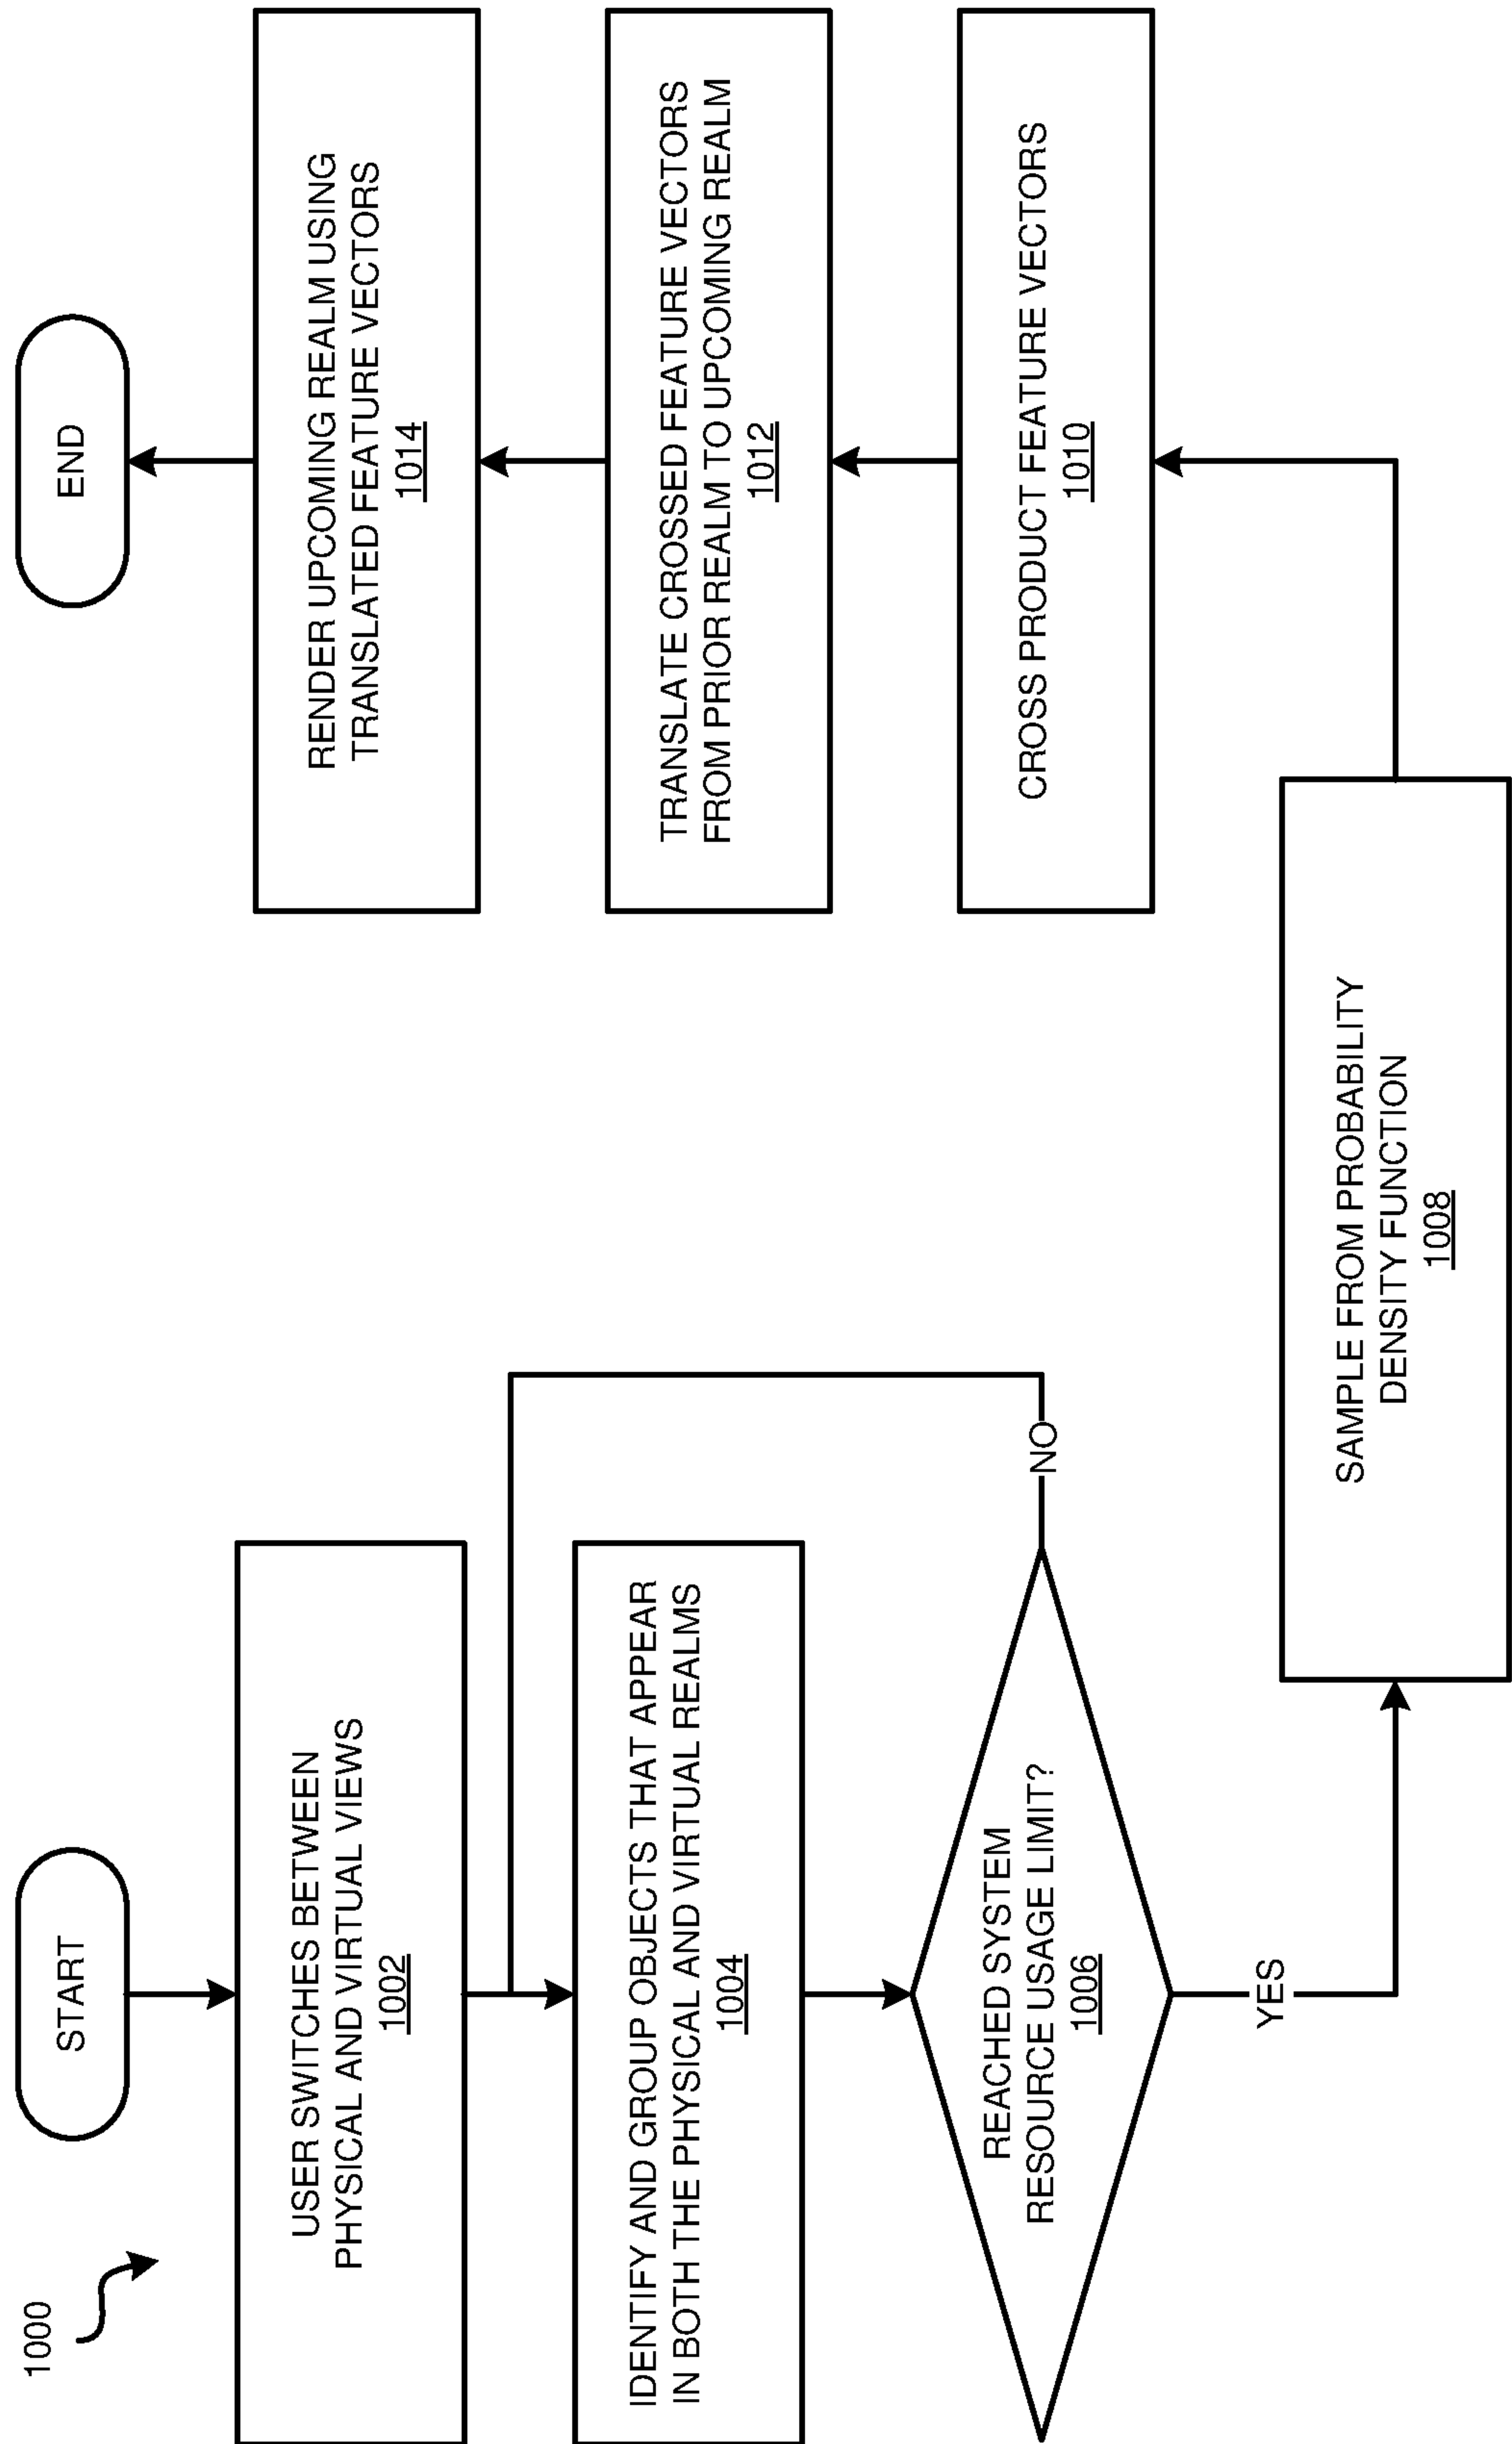 1000
START
USER SWITCHES BETWEEN
PHYSICAL AND VIRTUAL VIEWS
1002
IDENTIFY AND GROUP OBJECTS THAT APPEAR
IN BOTH THE PHYSICAL AND VIRTUAL REALMS
1004
REACHED SYSTEM
RESOURCE USAGE LIMIT?
1006
NO
YES
SAMPLE FROM PROBABILITY
DENSITY FUNCTION
1008
CROSS PRODUCT FEATURE VECTORS
1010
TRANSLATE CROSSED FEATURE VECTORS
FROM PRIOR REALM TO UPCOMING REALM
1012
RENDER UPCOMING REALM USING
TRANSLATED FEATURE VECTORS
1014
END